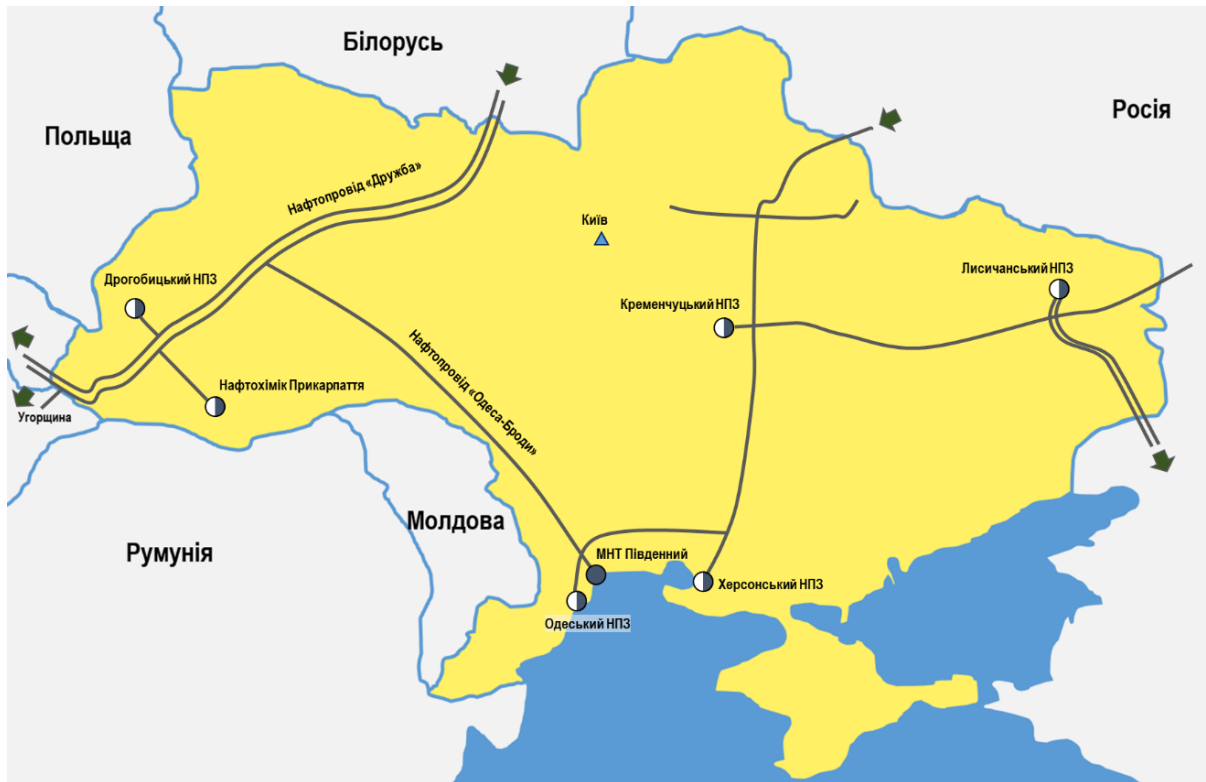 Білорусь
Польща
Росія
Нафтопровід «Дружба»
Київ
Дрогобицький НПЗ
Лисичанський НПЗ
Кременчуцький НПЗ
Нафтопровід «Одеса-Броди»
Нафтохімік Прикарпаття
Угорщина
Молдова
Румунія
МНТ Південний
Херсонський НПЗ
Одеський НПЗ